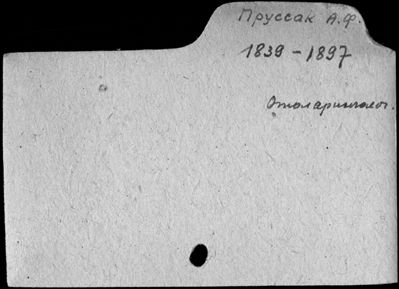 Пруссак А.Ф.
1839-1897
Отоларинголог.